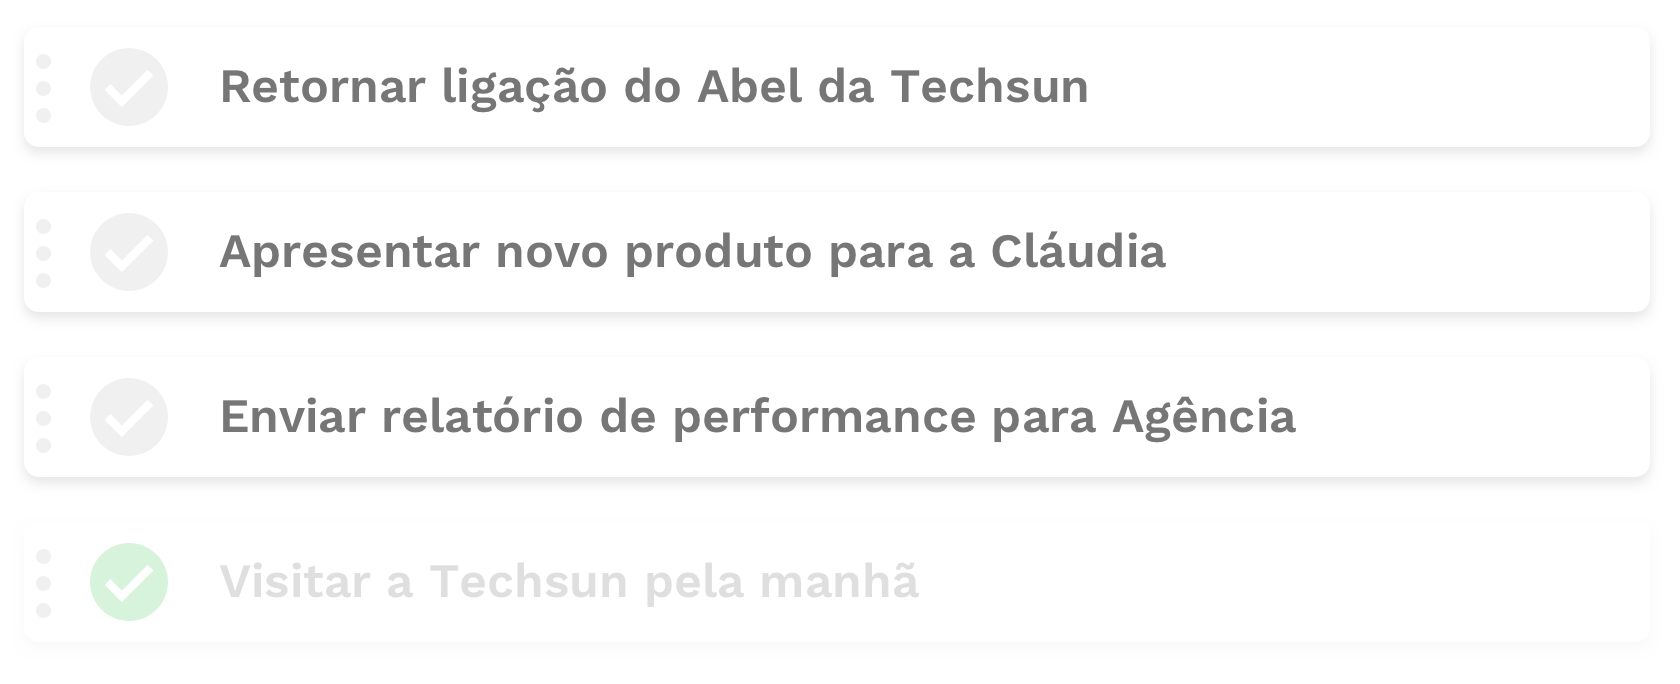 Retornar ligação do Abel da Techsun
Apresentar novo produto para a Cláudia
Enviar relatório de performance para Agência
Visitar a Techsun pela manhã